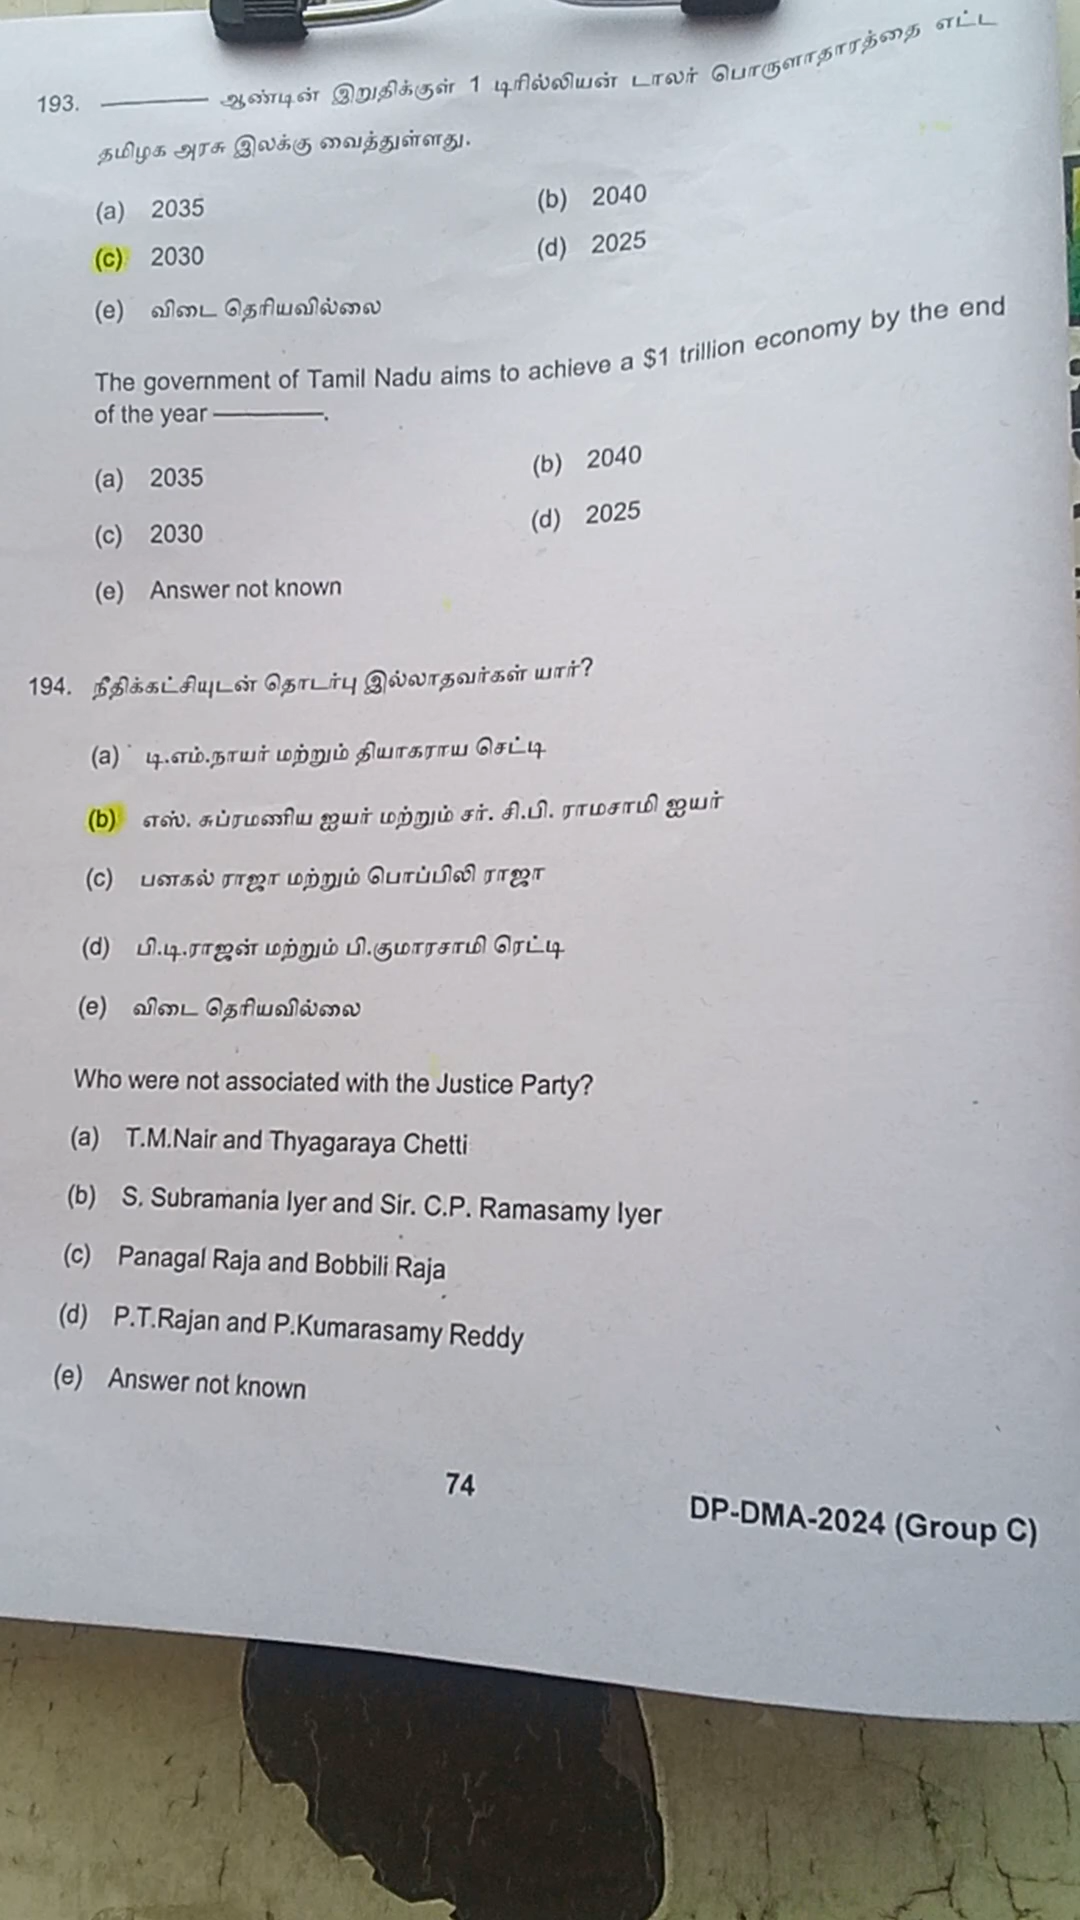 193. ———— ஆண்டின் இறுதிக்குள் 1 டிரில்லியன் டாலர் பொருளாதாரத்தை எட்ட
தமிழக அரசு இலக்கு வைத்துள்ளது.
(a) 2035 (b) 2040
(c) 2030 (d) 2025
(e) விடை தெரியவில்லை
The government of Tamil Nadu aims to achieve a $1 trillion economy by the end
of the year ————.
(a) 2035 (b) 2040
(c) 2030 (d) 2025
(e) Answer not known
194. நீதிக்கட்சியுடன் தொடர்பு இல்லாதவர்கள் யார்?
(a) டி.எம்.நாயர் மற்றும் தியாகராய செட்டி
(b) எஸ். சுப்ரமணிய ஐயர் மற்றும் சர். சி.பி. ராமசாமி ஐயர்
(c) பனகல் ராஜா மற்றும் பொப்பிலி ராஜா
(d) பி.டி.ராஜன் மற்றும் பி.குமாரசாமி ரெட்டி
(e) விடை தெரியவில்லை
Who were not associated with the Justice Party?
(a) T.M.Nair and Thyagaraya Chetti
(b) S. Subramania Iyer and Sir. C.P. Ramasamy Iyer
(c) Panagal Raja and Bobbili Raja
(d) P.T.Rajan and P.Kumarasamy Reddy
(e) Answer not known
74
DP-DMA-2024 (Group C)